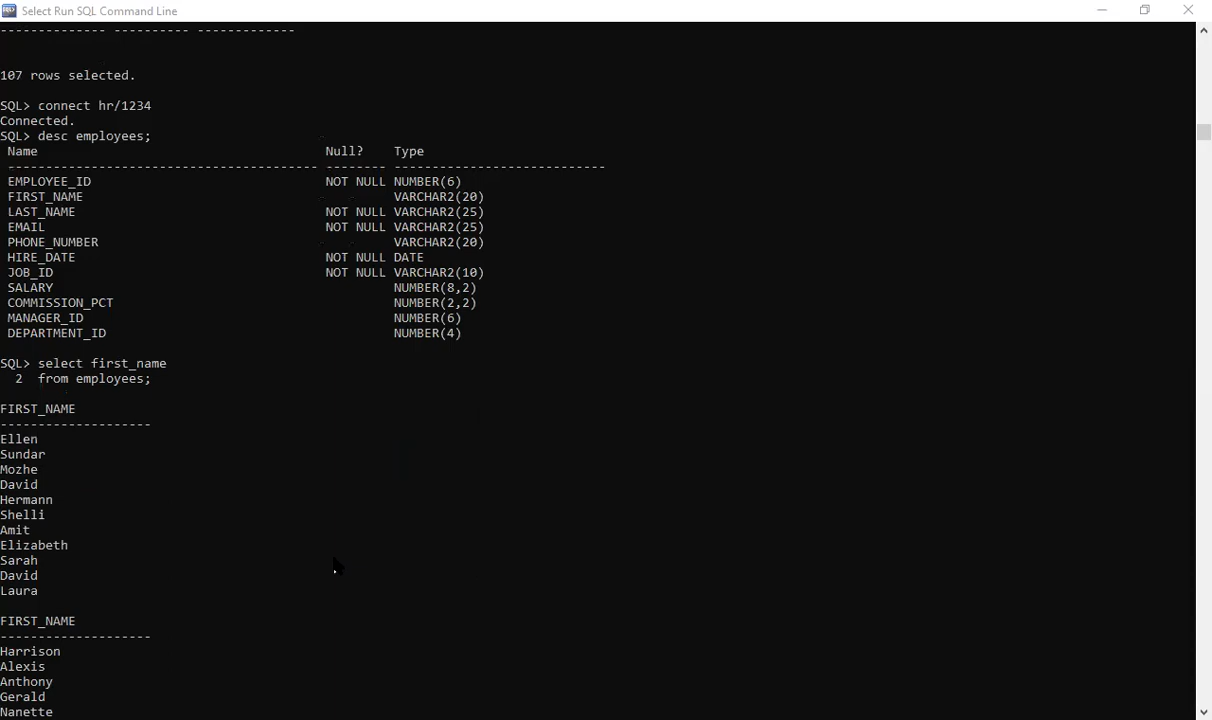 Select Run SQL Command Line
-------------- ---------- -------------
107 rows selected.
SQL> connect hr/1234
Connected.
SQL> desc employees;
Name Null? Type
----------------------------------------- -------- ----------------------------
EMPLOYEE_ID NOT NULL NUMBER(6)
FIRST_NAME VARCHAR2(20)
LAST_NAME NOT NULL VARCHAR2(25)
EMAIL NOT NULL VARCHAR2(25)
PHONE_NUMBER VARCHAR2(20)
HIRE_DATE NOT NULL DATE
JOB_ID NOT NULL VARCHAR2(10)
SALARY NUMBER(8,2)
COMMISSION_PCT NUMBER(2,2)
MANAGER_ID NUMBER(6)
DEPARTMENT_ID NUMBER(4)
SQL> select first_name
2 from employees;
FIRST_NAME
--------------------
Ellen
Sundar
Mozhe
David
Hermann
Shelli
Amit
Elizabeth
Sarah
David
Laura
FIRST_NAME
--------------------
Harrison
Alexis
Anthony
Gerald
Nanette